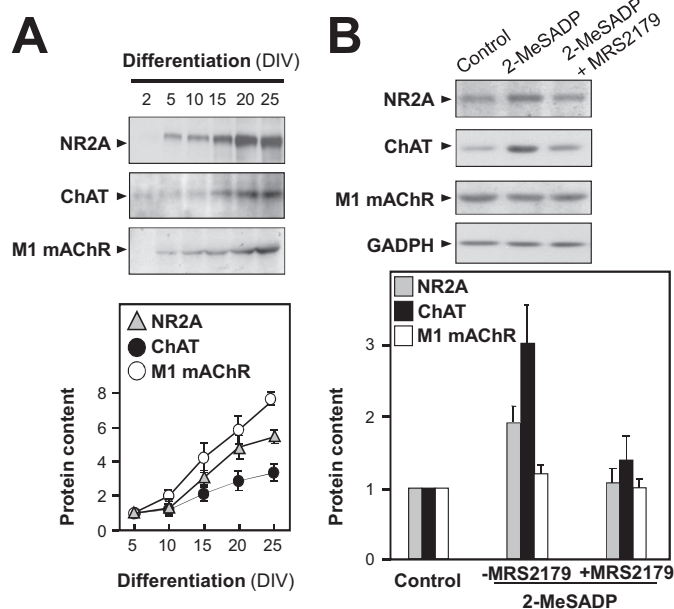 A
Differentiation (DIV)
2 5 10 15 20 25
NR2A
ChAT
M1 mAChR
NR2A
ChAT
M1 mAChR
Protein content
8
6
4
2
0
5 10 15 20 25
Differentiation (DIV)
B
Control
2-MeSADP
2-MeSADP
+ MRS2179
NR2A
ChAT
M1 mAChR
GADPH
NR2A
ChAT
M1 mAChR
Protein content
3
2
1
0
Control
-MRS2179 +MRS2179
2-MeSADP